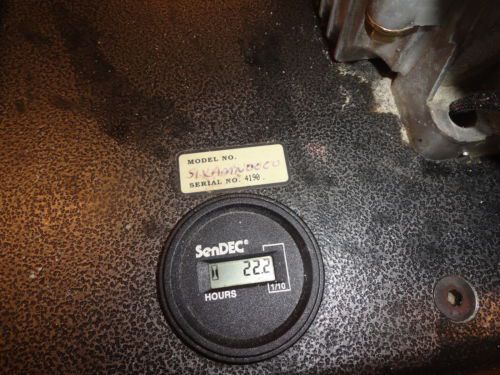 MODEL NO.
SERIAL NO. 4190.
SenDEC®
22.2
HOURS 1/10